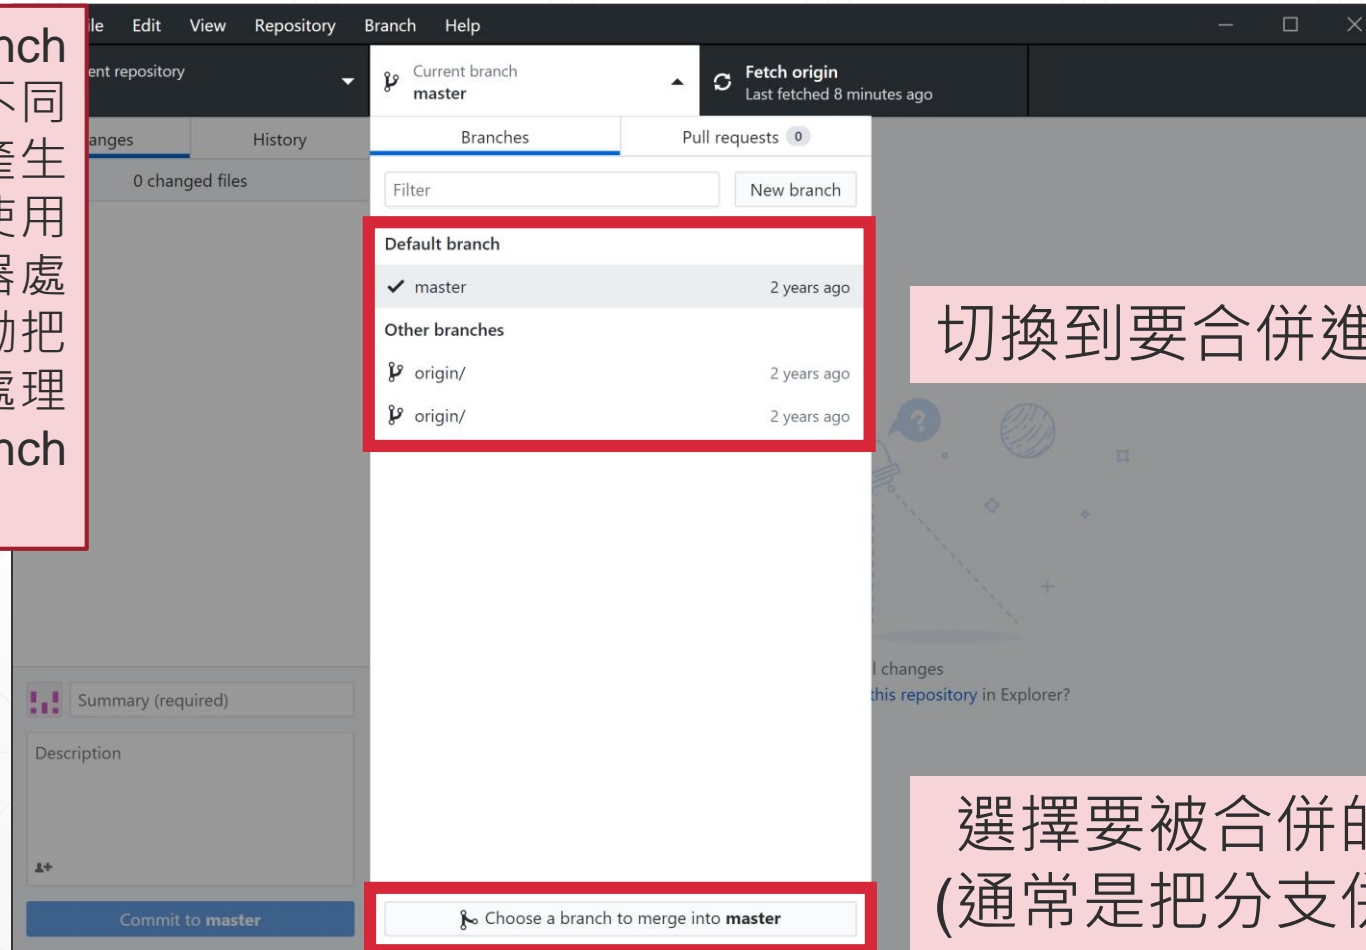 nch
不同
產生
使用
器處
動把
處理
nch
ile Edit View Repository Branch Help
ent repository
Current branch
master
Fetch origin
Last fetched 8 minutes ago
anges History
Branches Pull requests 0
0 changed files
Filter New branch
Default branch
master 2 years ago
Other branches
origin/ 2 years ago
origin/ 2 years ago
切換到要合併進
l changes
this repository in Explorer?
Summary (required)
Description
Commit to master
Choose a branch to merge into master
選擇要被合併的
(通常是把分支併